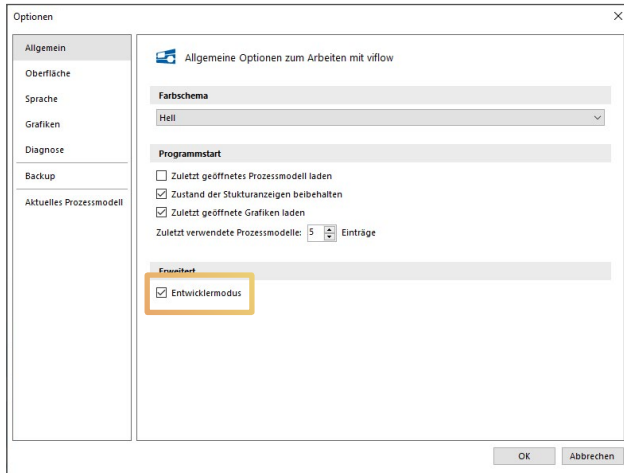 Optionen
Allgemein
Oberfläche
Sprache
Grafiken
Diagnose
Backup
Aktuelles Prozessmodell
Allgemeine Optionen zum Arbeiten mit viflow
Farbschema
Hell
Programmstart
Zuletzt geöffnetes Prozessmodell laden
Zustand der Stukturanzeigen beibehalten
Zuletzt geöffnete Grafiken laden
Zuletzt verwendete Prozessmodelle: 5 Einträge
Erweitert
Entwicklermodus
OK Abbrechen